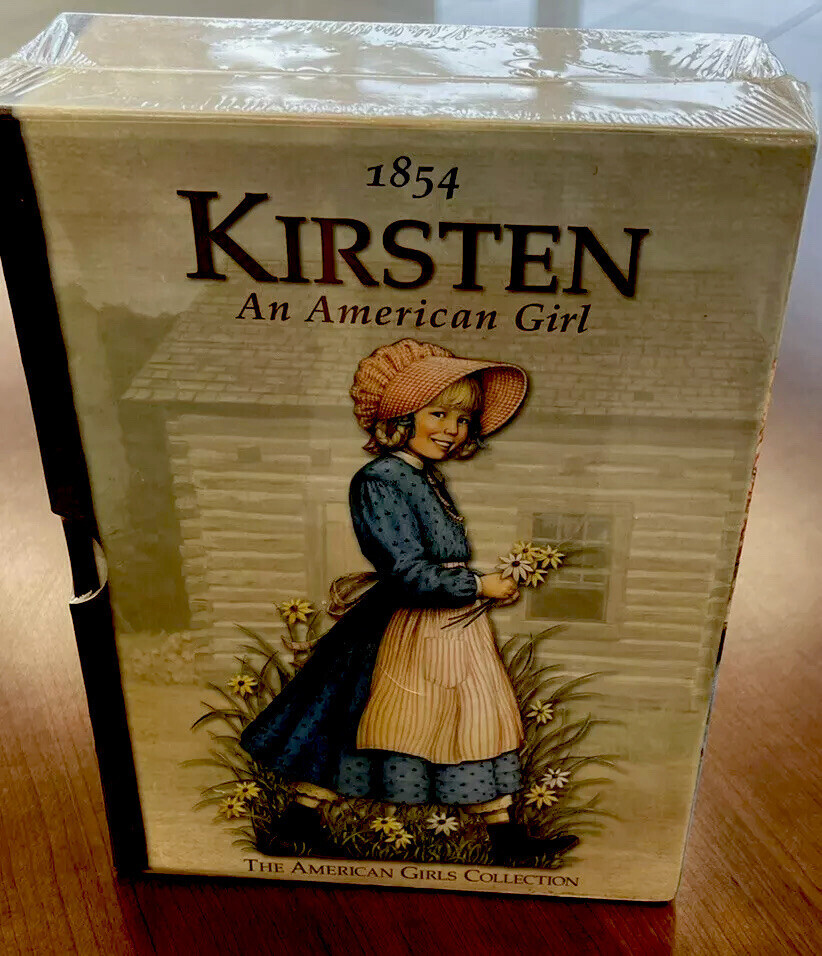 1854
KIRSTEN
An American Girl
THE AMERICAN GIRLS COLLECTION